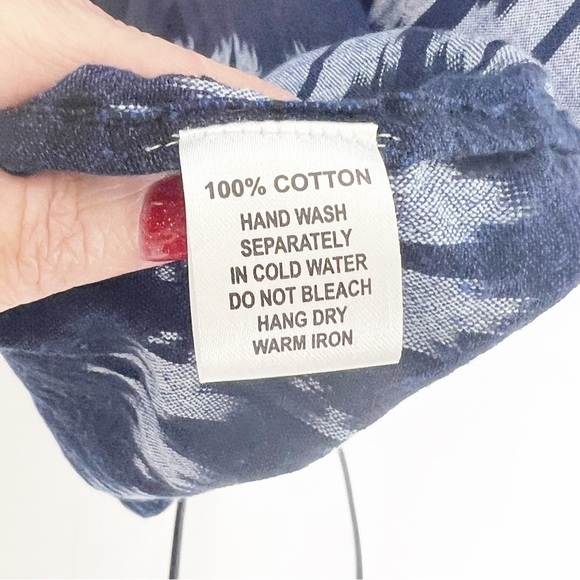 100% COTTON
HAND WASH
SEPARATELY
IN COLD WATER
DO NOT BLEACH
HANG DRY
WARM IRON